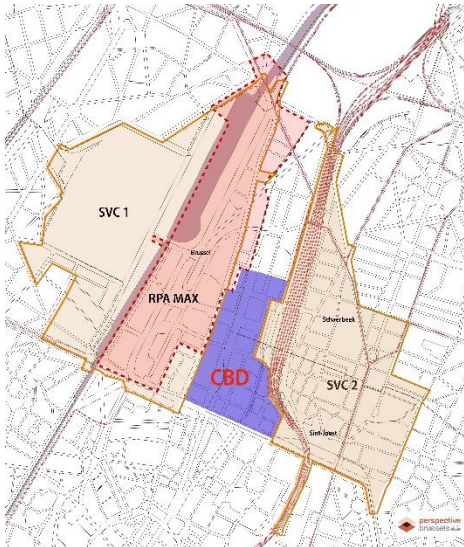 SVC 1
Brussel
RPA MAX
Schaerbeek
CBD
SVC 2
Sint-Joost
perspective
.brussels